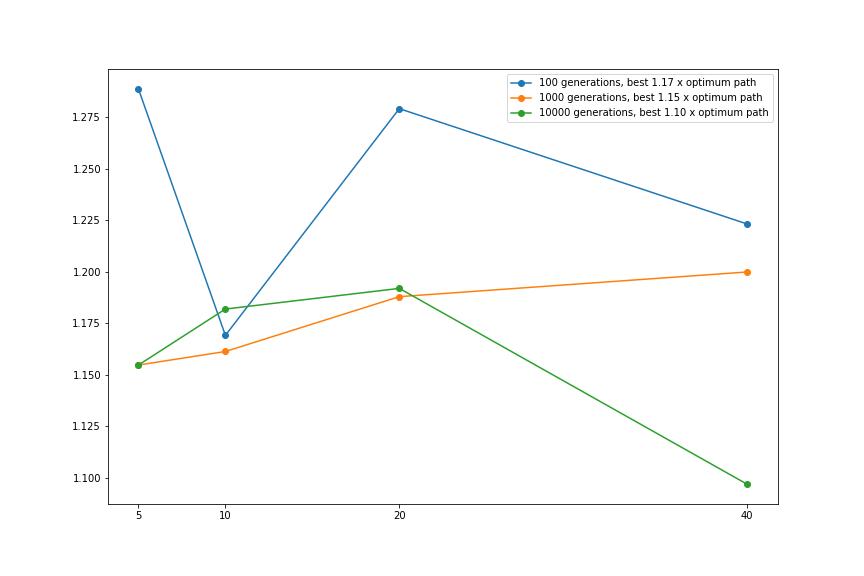 100 generations, best 1.17 x optimum path
1000 generations, best 1.15 x optimum path
10000 generations, best 1.10 x optimum path
1.275
1.250
1.225
1.200
1.175
1.150
1.125
1.100
5 10 20 40